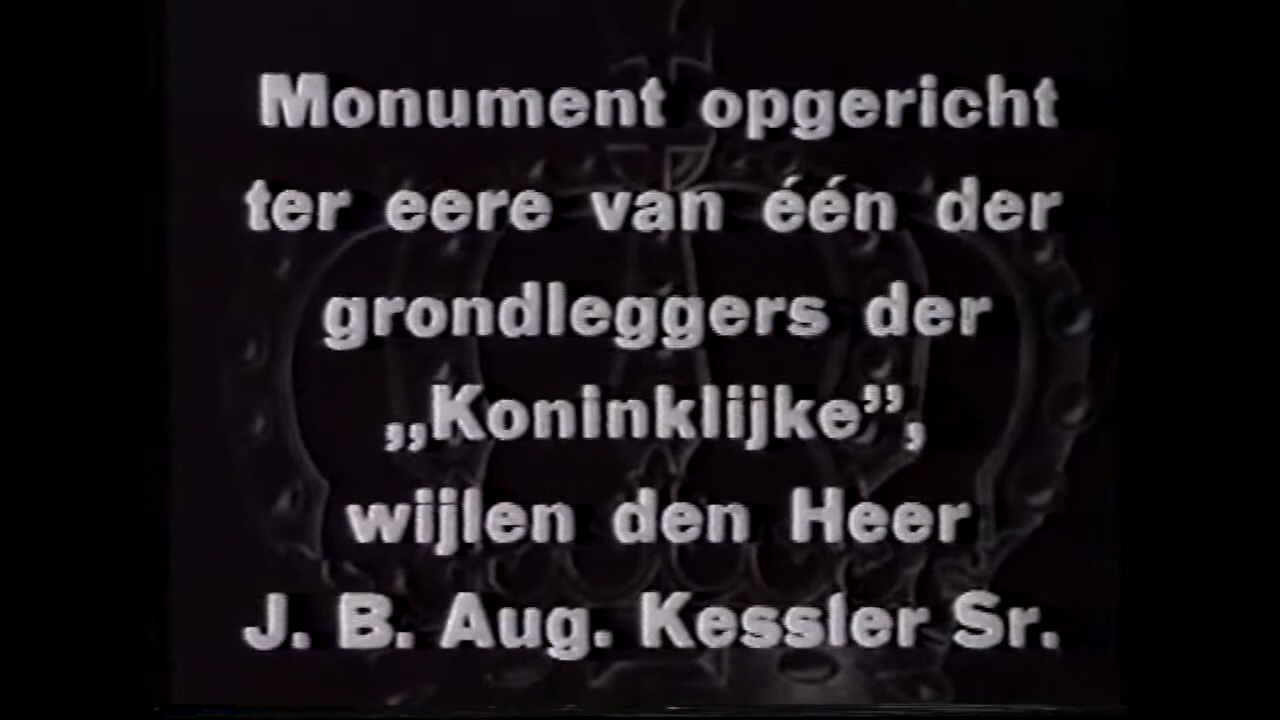 Monument opgericht
ter eere van één der
grondleggers der
„Koninklijke”,
wijlen den Heer
J. B. Aug. Kessler Sr.